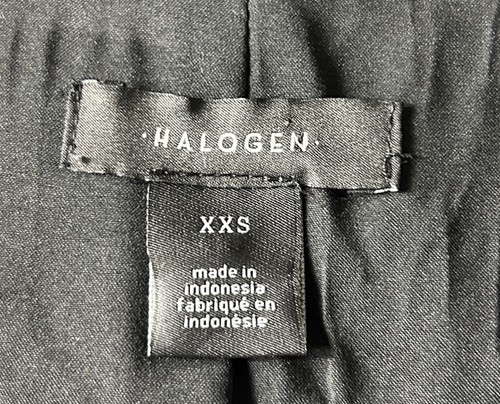 ·HALOGEN·
XXS
made in
indonesia
fabriqué en
indonésie